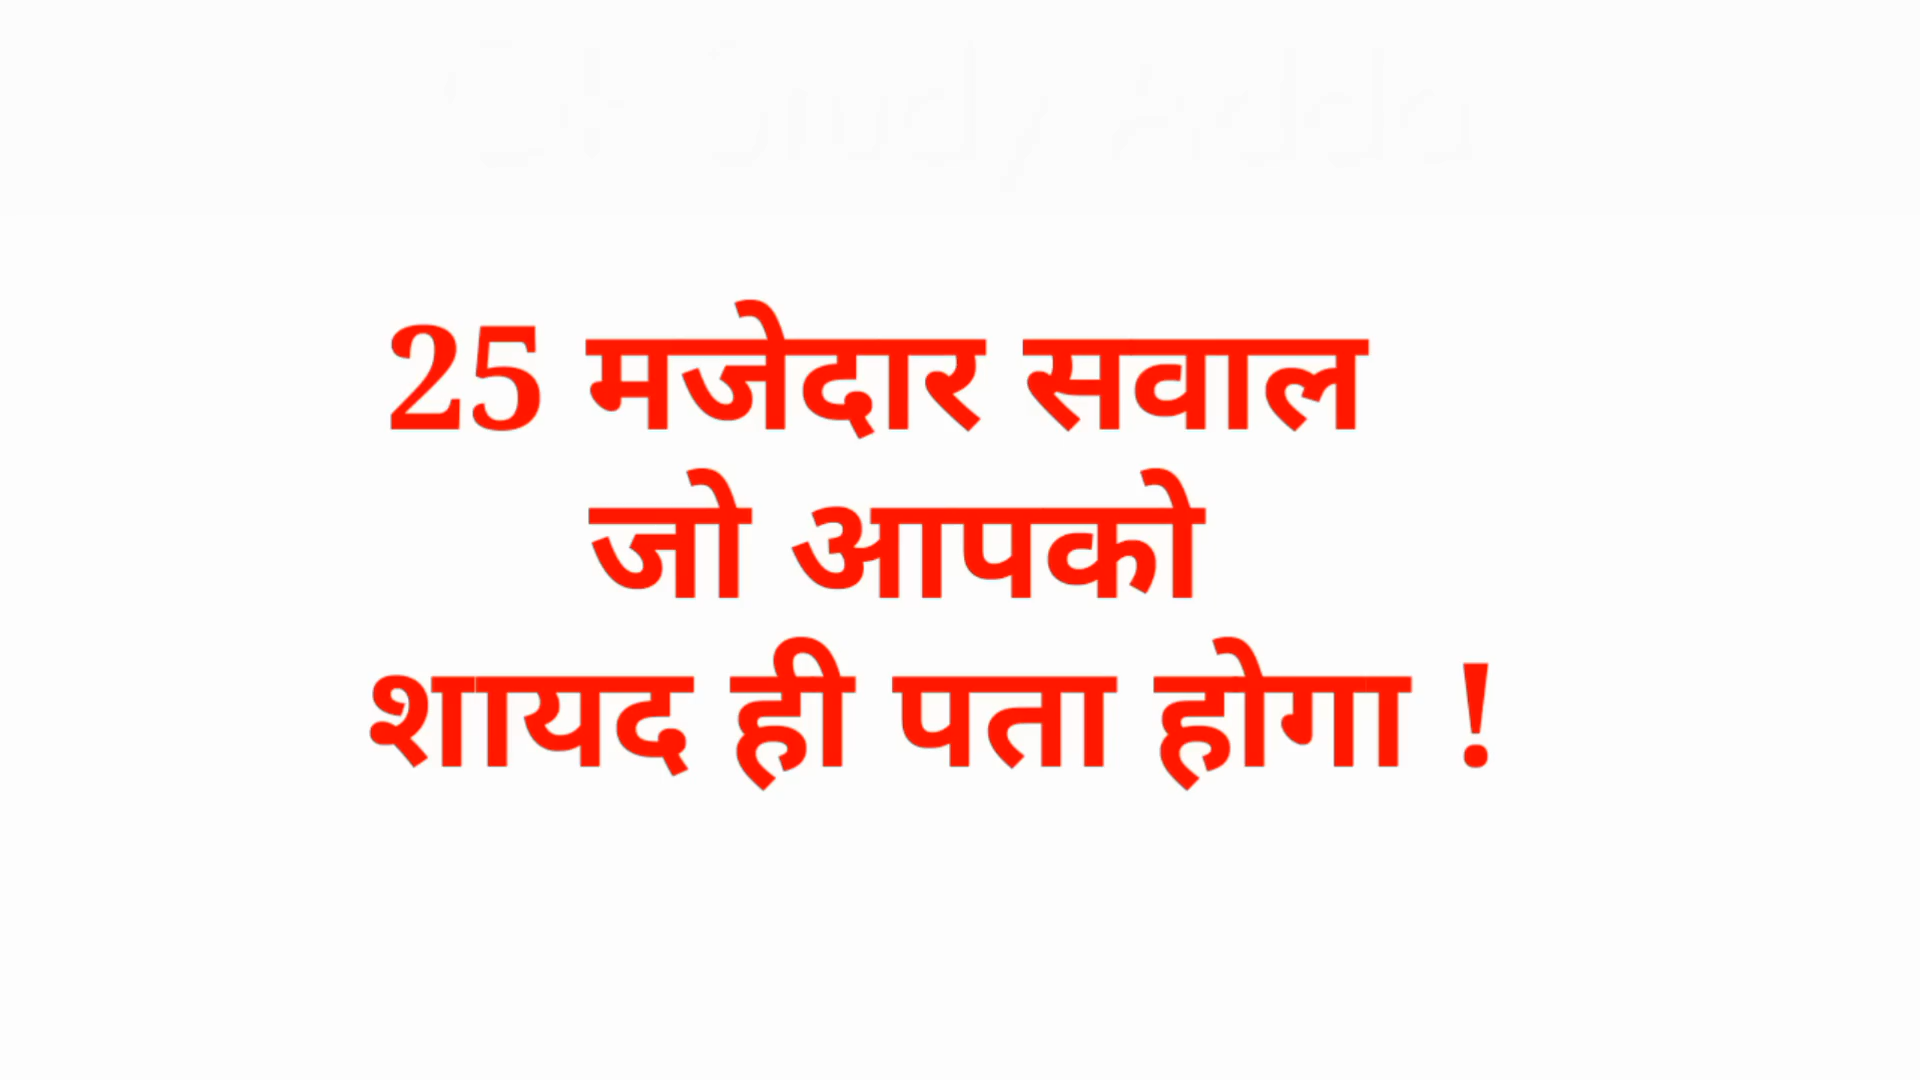 25 मजेदार सवाल
जो आपको
शायद ही पता होगा !